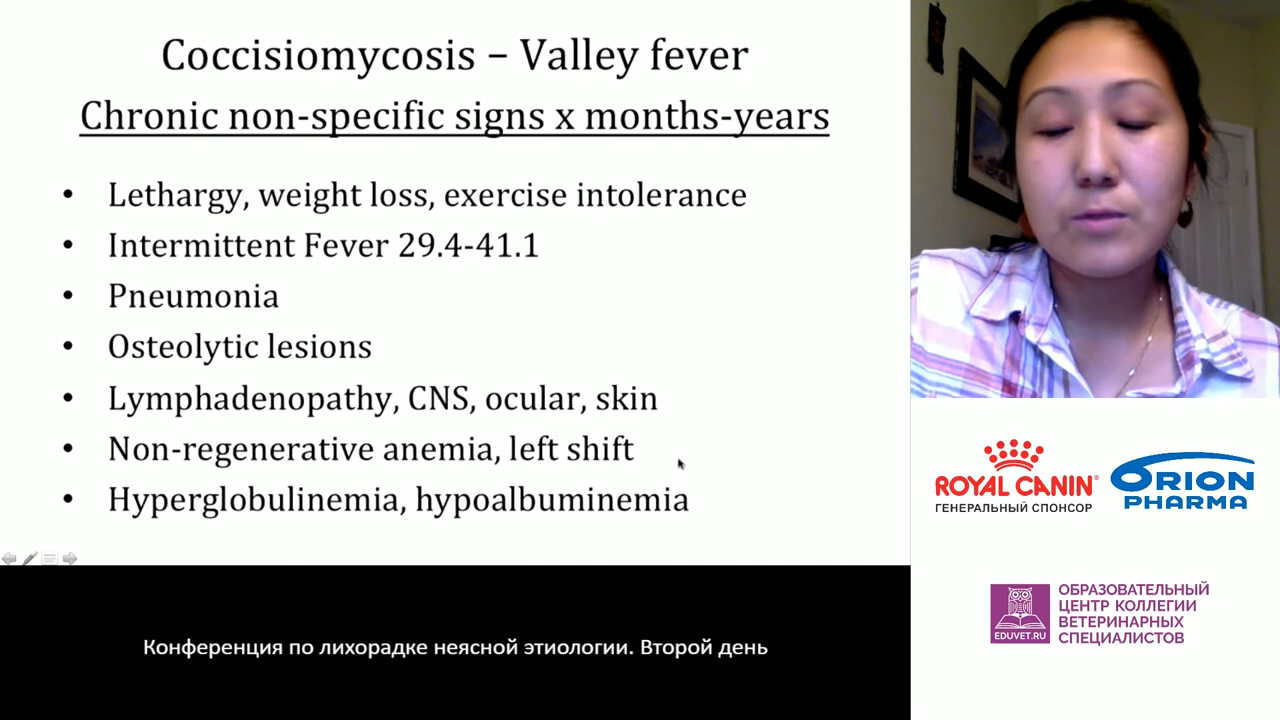 Coccisiomycosis – Valley fever
Chronic non-specific signs x months-years
• Lethargy, weight loss, exercise intolerance
• Intermittent Fever 29.4-41.1
• Pneumonia
• Osteolytic lesions
• Lymphadenopathy, CNS, ocular, skin
• Non-regenerative anemia, left shift
• Hyperglobulinemia, hypoalbuminemia
Конференция по лихорадке неясной этиологии. Второй день
ROYAL CANIN®
ГЕНЕРАЛЬНЫЙ СПОНСОР
ORION
PHARMA
EDUVET.RU
ОБРАЗОВАТЕЛЬНЫЙ
ЦЕНТР КОЛЛЕГИИ
ВЕТЕРИНАРНЫХ
СПЕЦИАЛИСТОВ